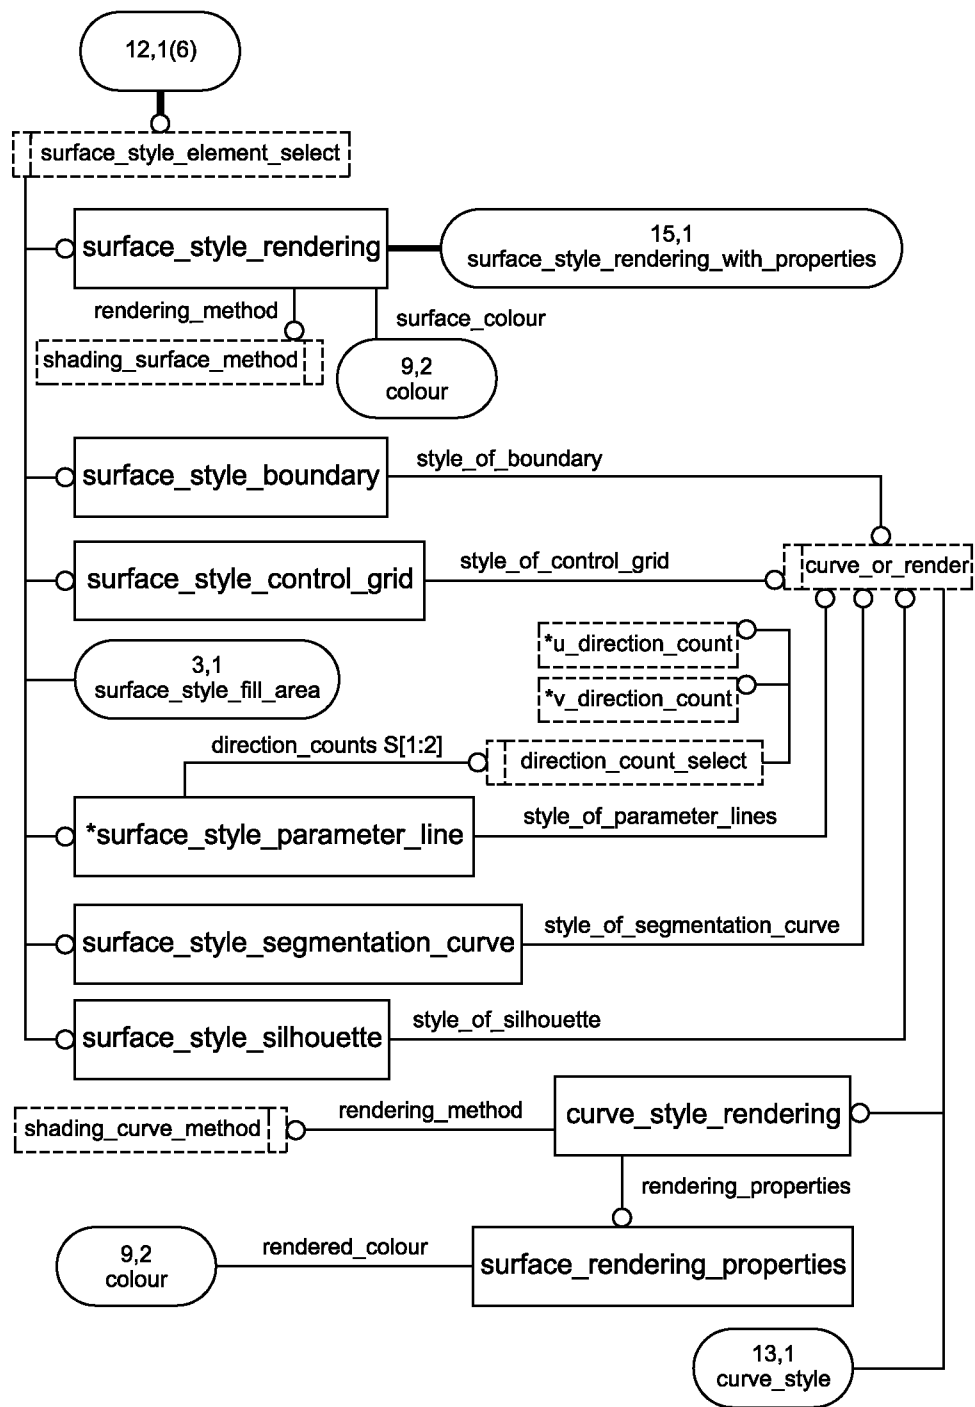 12,1(6)
surface_style_element_select
surface_style_rendering
15,1
surface_style_rendering_with_properties
rendering_method
surface_colour
shading_surface_method
9,2
colour
surface_style_boundary
style_of_boundary
surface_style_control_grid
style_of_control_grid
curve_or_render
*u_direction_count
3,1
surface_style_fill_area
*v_direction_count
direction_counts S[1:2]
direction_count_select
*surface_style_parameter_line
style_of_parameter_lines
surface_style_segmentation_curve
style_of_segmentation_curve
surface_style_silhouette
style_of_silhouette
shading_curve_method
rendering_method
curve_style_rendering
rendering_properties
9,2
colour
rendered_colour
surface_rendering_properties
13,1
curve_style